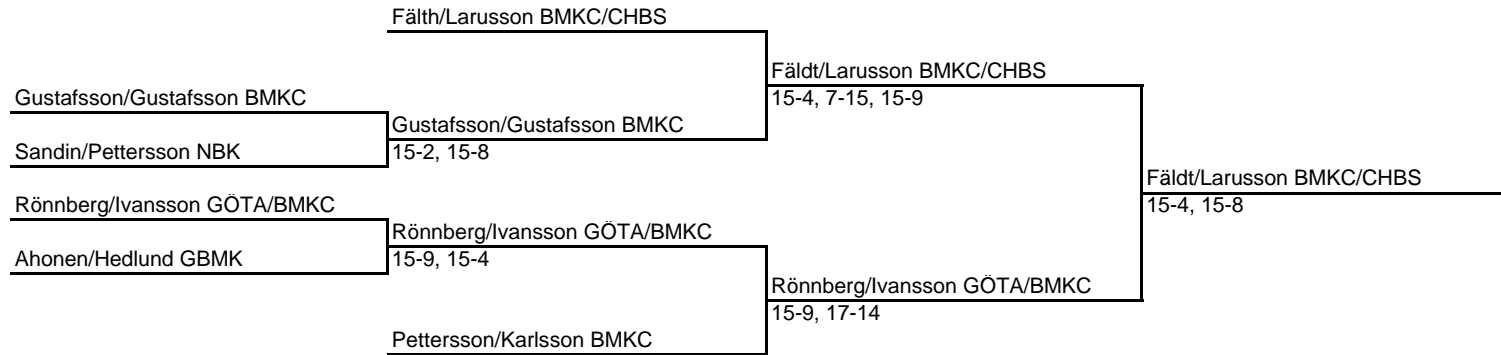 Fälth/Larusson BMKC/CHBS
Fäldt/Larusson BMKC/CHBS
Gustafsson/Gustafsson BMKC
15-4, 7-15, 15-9
Gustafsson/Gustafsson BMKC
Sandin/Pettersson NBK
15-2, 15-8
Fäldt/Larusson BMKC/CHBS
Rönnberg/Ivansson GÖTA/BMKC
15-4, 15-8
Rönnberg/Ivansson GÖTA/BMKC
Ahonen/Hedlund GBMK
15-9, 15-4
Rönnberg/Ivansson GÖTA/BMKC
15-9, 17-14
Pettersson/Karlsson BMKC